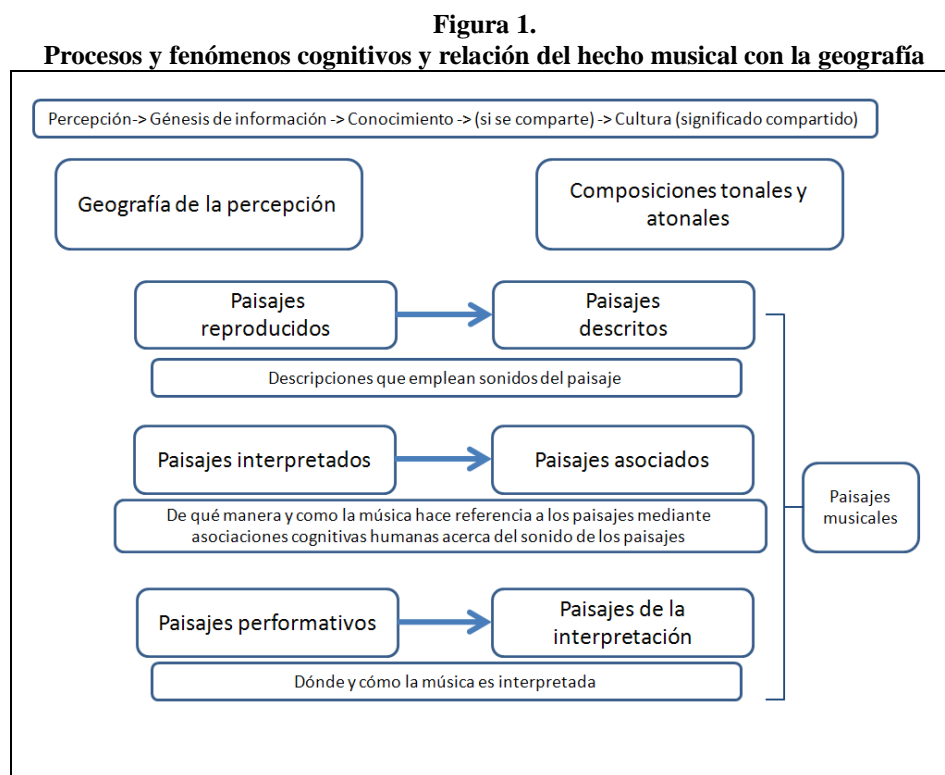 Figura 1.
Procesos y fenómenos cognitivos y relación del hecho musical con la geografía
Percepción-> Génesis de información -> Conocimiento -> (si se comparte) -> Cultura (significado compartido)
Geografía de la percepción
Composiciones tonales y
atonales
Paisajes
reproducidos
Paisajes
descritos
Descripciones que emplean sonidos del paisaje
Paisajes interpretados
Paisajes asociados
De qué manera y como la música hace referencia a los paisajes mediante
asociaciones cognitivas humanas acerca del sonido de los paisajes
Paisajes
musicales
Paisajes performativos
Paisajes de la
interpretación
Dónde y cómo la música es interpretada